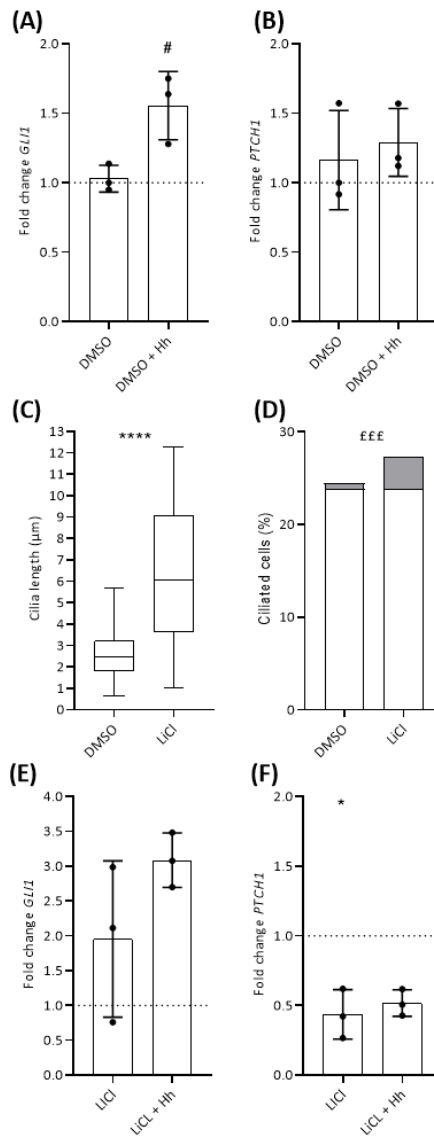 (A)
2.0
1.5
1.0
0.5
0.0
Fold change GLI1
#
DMSO
DMSO + Hh
(B)
2.0
1.5
1.0
0.5
0.0
Fold change PTCH1
DMSO
DMSO + Hh
(C)
13
12
11
10
9
8
7
6
5
4
3
2
1
0
Cilia length (µm)
****
DMSO
LiCl
(D)
30
20
10
0
Ciliated cells (%)
£££
DMSO
LiCl
(E)
4.0
3.5
3.0
2.5
2.0
1.5
1.0
0.5
0.0
Fold change GLI1
LiCl
LiCL + Hh
(F)
2.0
1.5
1.0
0.5
0.0
Fold change PTCH1
*
LiCl
LiCL + Hh